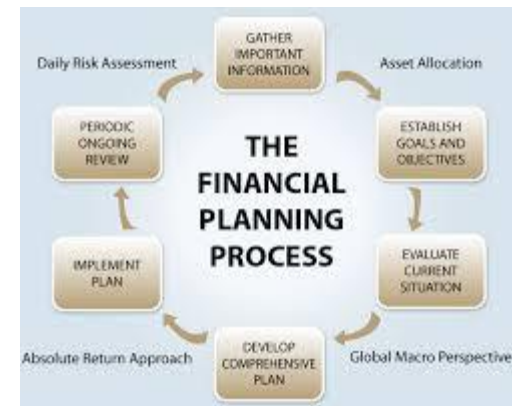 GATHER
IMPORTANT
INFORMATION
Daily Risk Assessment
Asset Allocation
PERIODIC
ONGOING
REVIEW
ESTABLISH
GOALS AND
OBJECTIVES
THE
FINANCIAL
PLANNING
PROCESS
IMPLEMENT
PLAN
EVALUATE
CURRENT
SITUATION
DEVELOP
COMPREHENSIVE
PLAN
Absolute Return Approach
Global Macro Perspective